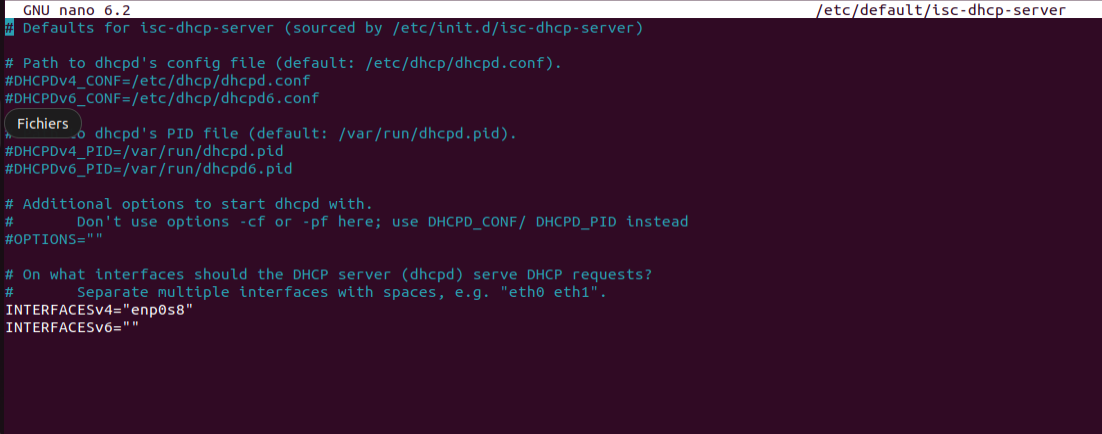 GNU nano 6.2 /etc/default/isc-dhcp-server
# Defaults for isc-dhcp-server (sourced by /etc/init.d/isc-dhcp-server)
# Path to dhcpd's config file (default: /etc/dhcp/dhcpd.conf).
#DHCPDv4_CONF=/etc/dhcp/dhcpd.conf
#DHCPDv6_CONF=/etc/dhcp/dhcpd6.conf
Fichiers
dhcpd's PID file (default: /var/run/dhcpd.pid).
#DHCPDv4_PID=/var/run/dhcpd.pid
#DHCPDv6_PID=/var/run/dhcpd6.pid
# Additional options to start dhcpd with.
#       Don't use options -cf or -pf here; use DHCPD_CONF/ DHCPD_PID instead
#OPTIONS=""
# On what interfaces should the DHCP server (dhcpd) serve DHCP requests?
#       Separate multiple interfaces with spaces, e.g. "eth0 eth1".
INTERFACESv4="enp0s8"
INTERFACESv6=""